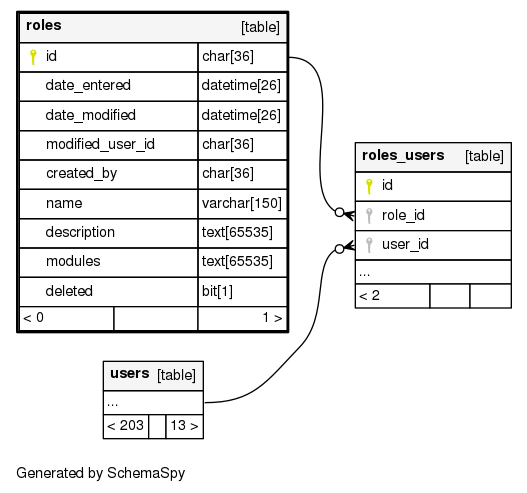 roles [table]
id char[36]
date_entered datetime[26]
date_modified datetime[26]
modified_user_id char[36]
created_by char[36]
name varchar[150]
description text[65535]
modules text[65535]
deleted bit[1]
< 0 1 >
roles_users [table]
id
role_id
user_id
...
< 2
users [table]
...
< 203 13 >
Generated by SchemaSpy